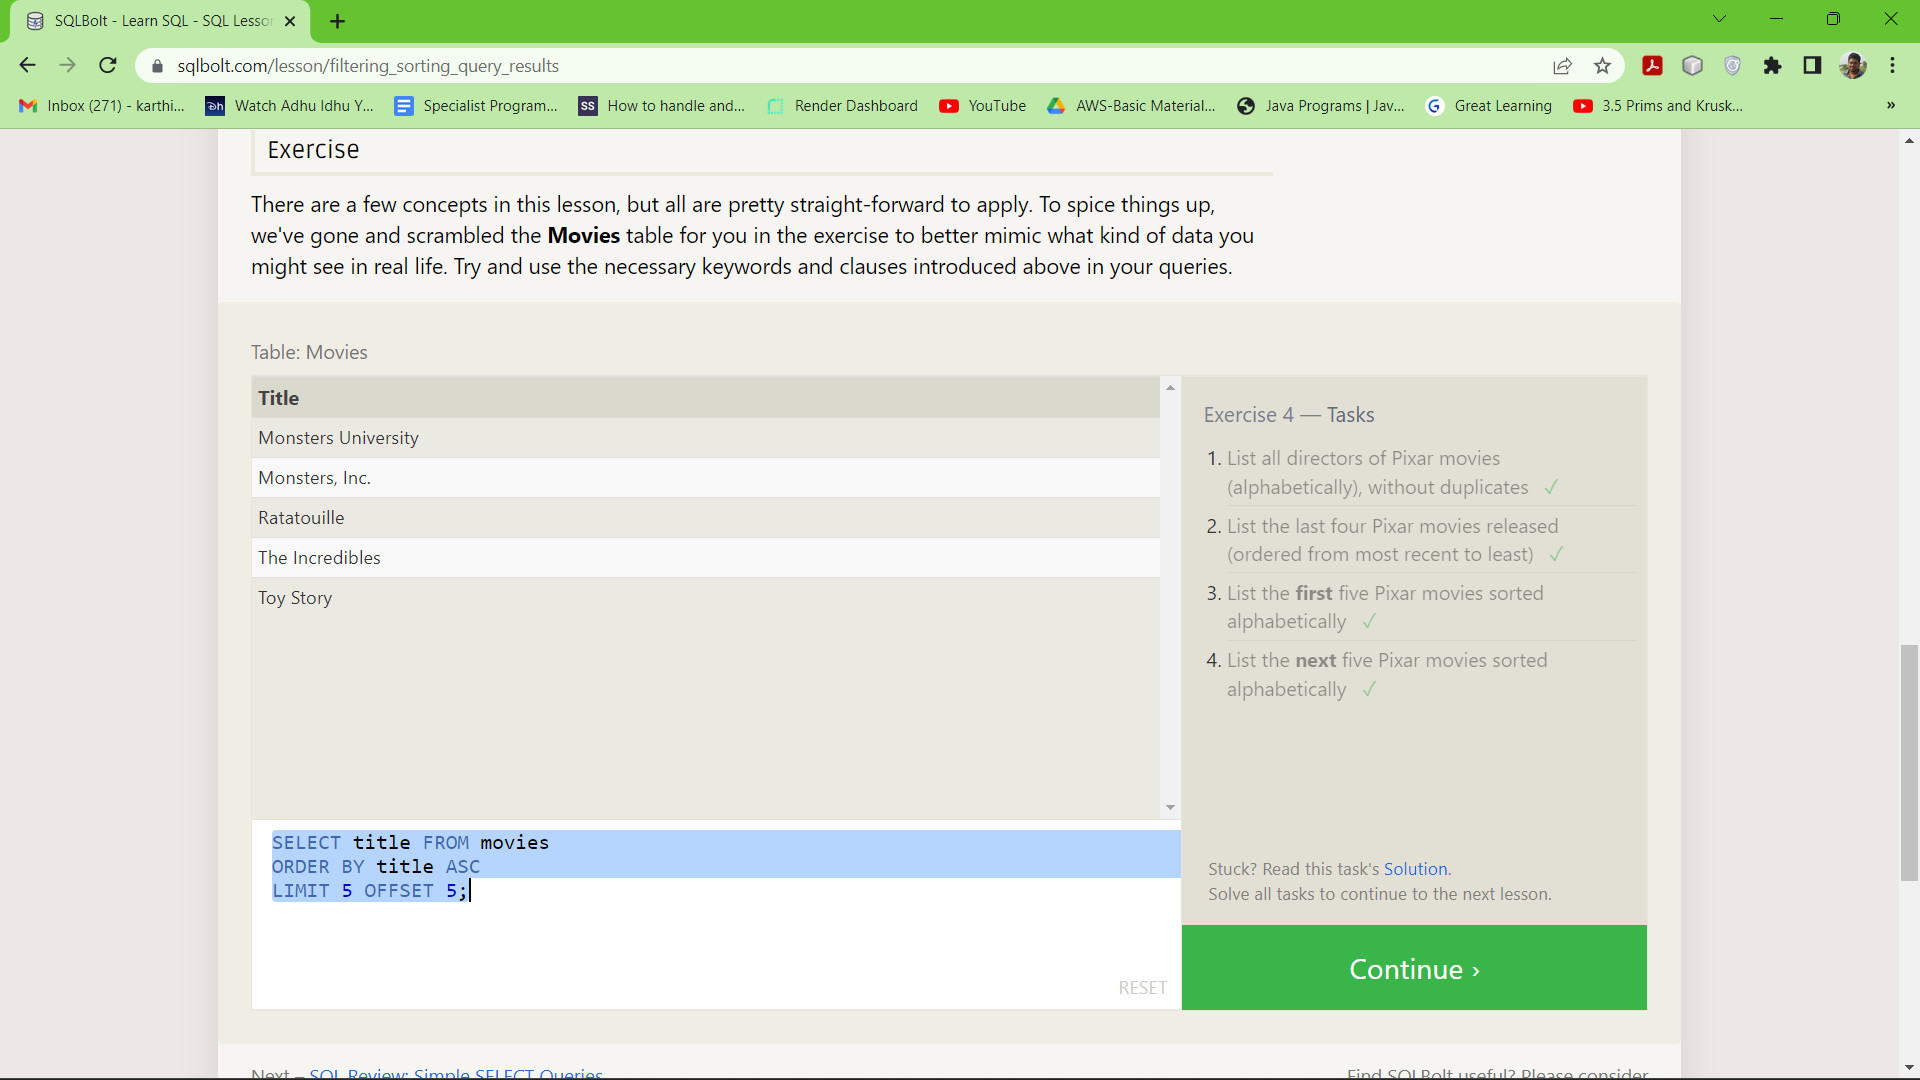 SQLBolt - Learn SQL - SQL Lesson
sqlbolt.com/lesson/filtering_sorting_query_results
Inbox (271) - karthi...
Watch Adhu Idhu Y...
Specialist Program...
SS
How to handle and...
Render Dashboard
YouTube
AWS-Basic Material...
Java Programs | Jav...
Great Learning
3.5 Prims and Krusk...
»
Exercise
There are a few concepts in this lesson, but all are pretty straight-forward to apply. To spice things up,
we've gone and scrambled the Movies table for you in the exercise to better mimic what kind of data you
might see in real life. Try and use the necessary keywords and clauses introduced above in your queries.
Table: Movies
Title
Monsters University
Monsters, Inc.
Ratatouille
The Incredibles
Toy Story
SELECT title FROM movies
ORDER BY title ASC
LIMIT 5 OFFSET 5;
RESET
Exercise 4 — Tasks
1. List all directors of Pixar movies
(alphabetically), without duplicates ✓
2. List the last four Pixar movies released
(ordered from most recent to least) ✓
3. List the first five Pixar movies sorted
alphabetically ✓
4. List the next five Pixar movies sorted
alphabetically ✓
Stuck? Read this task's Solution.
Solve all tasks to continue to the next lesson.
Continue ›
Next – SQL Review: Simple SELECT Queries
Find SQLBolt useful? Please consider